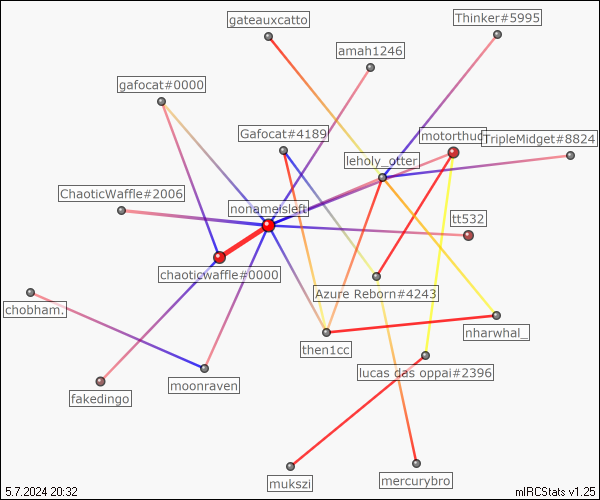 gateauxcatto
Thinker#5995
amah1246
gafocat#0000
Gafocat#4189
motorthud
TripleMidget#8824
leholy_otter
ChaoticWaffle#2006
nonameisleft
tt532
chaoticwaffle#0000
Azure Reborn#4243
chobham.
nharwhal_
then1cc
lucas das oppai#2396
moonraven
fakedingo
mukszi
mercurybro
5.7.2024 20:32
mIRCStats v1.25